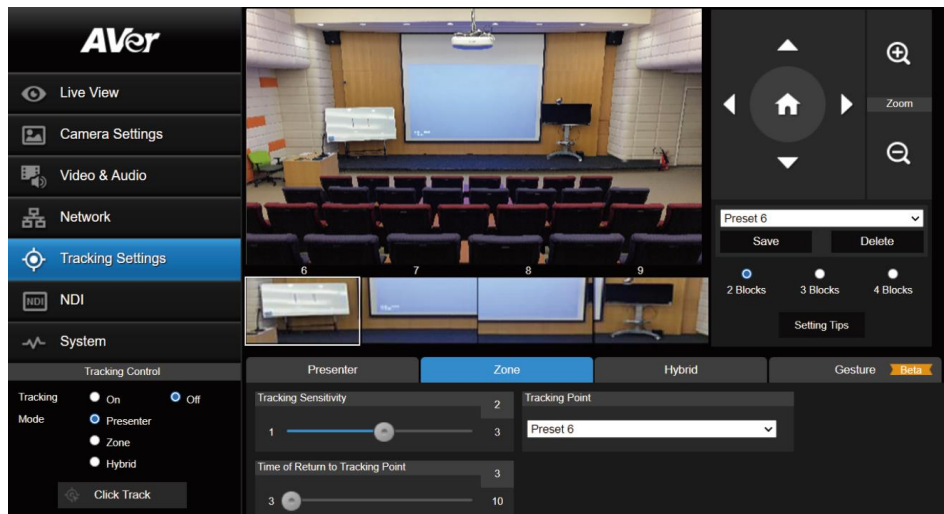 AVer
Live View
Camera Settings
Video & Audio
Network
Tracking Settings
NDI NDI
System
Tracking Control
Tracking On Off
Mode Presenter
Zone
Hybrid
Click Track
6 7 8 9
Zoom
Preset 6
Save Delete
2 Blocks 3 Blocks 4 Blocks
Setting Tips
Presenter Zone Hybrid Gesture Beta
Tracking Sensitivity 2
1 3
Tracking Point
Preset 6
Time of Return to Tracking Point 3
3 10